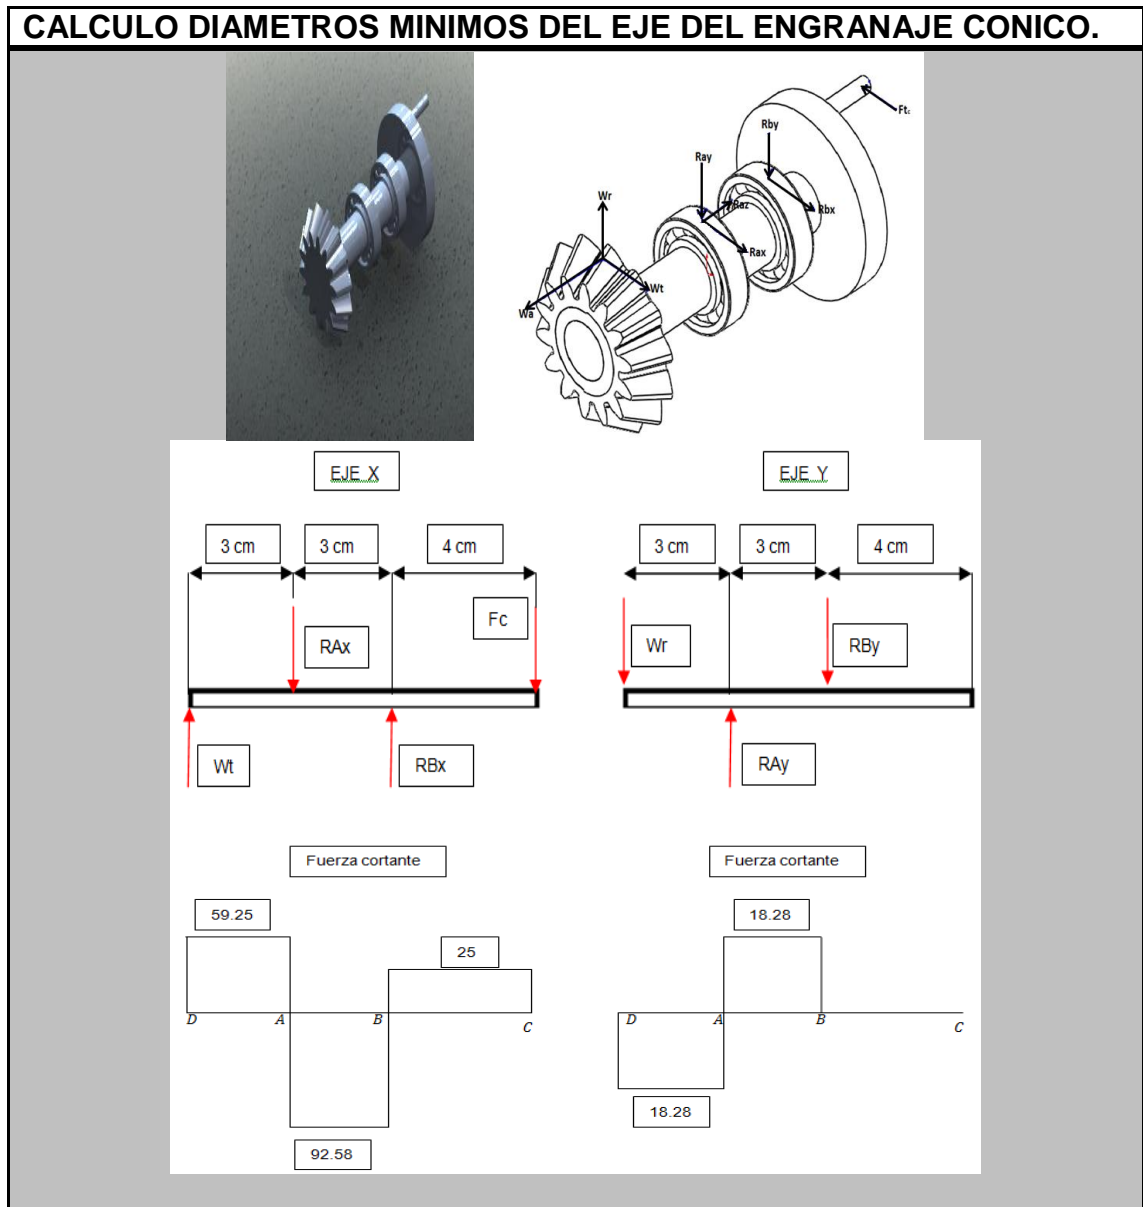 CALCULO DIAMETROS MINIMOS DEL EJE DEL ENGRANAJE CONICO.
Ftc
Rby
Ray
Raz
Rbx
Wr
Rax
Wt
Wa
EJE X
EJE Y
3 cm 3 cm 4 cm
3 cm 3 cm 4 cm
RAx
Fc
Wr
RBy
Wt
RBx
RAy
Fuerza cortante
Fuerza cortante
59.25
25
18.28
D A B C
D A B C
18.28
92.58